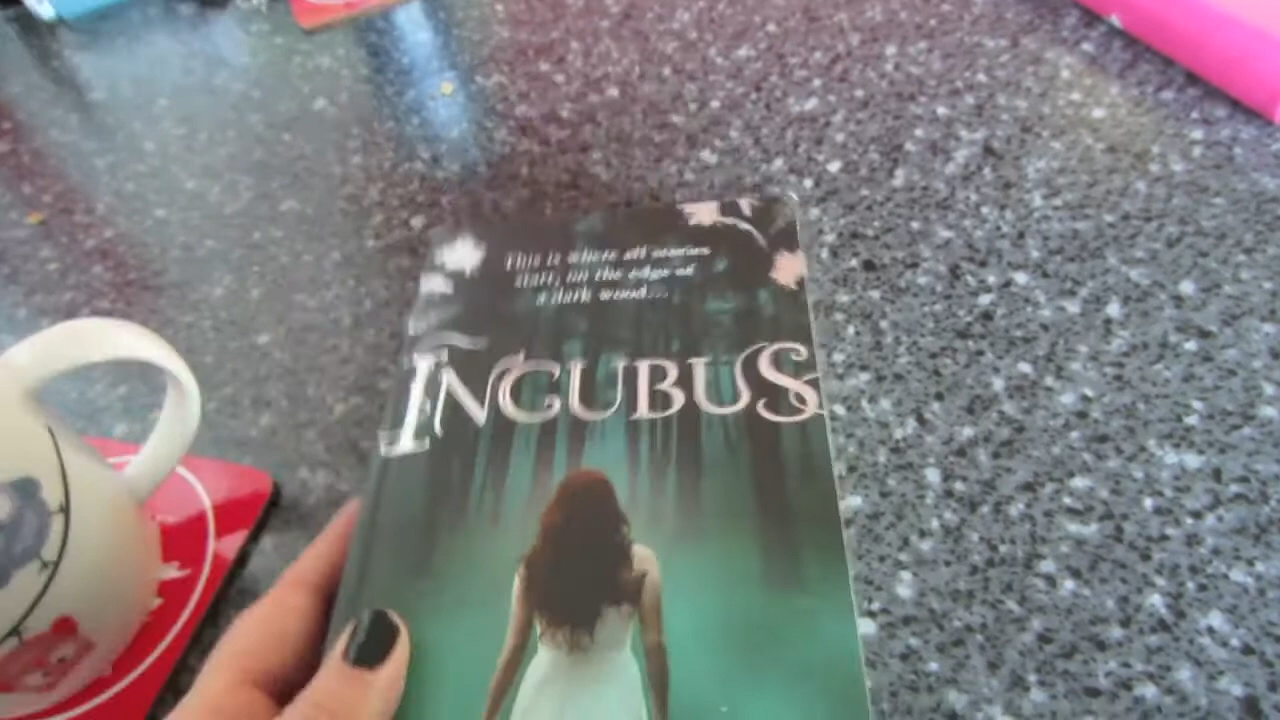 This is where all stories
start, on the edge of
a dark wood...
INCUBUS